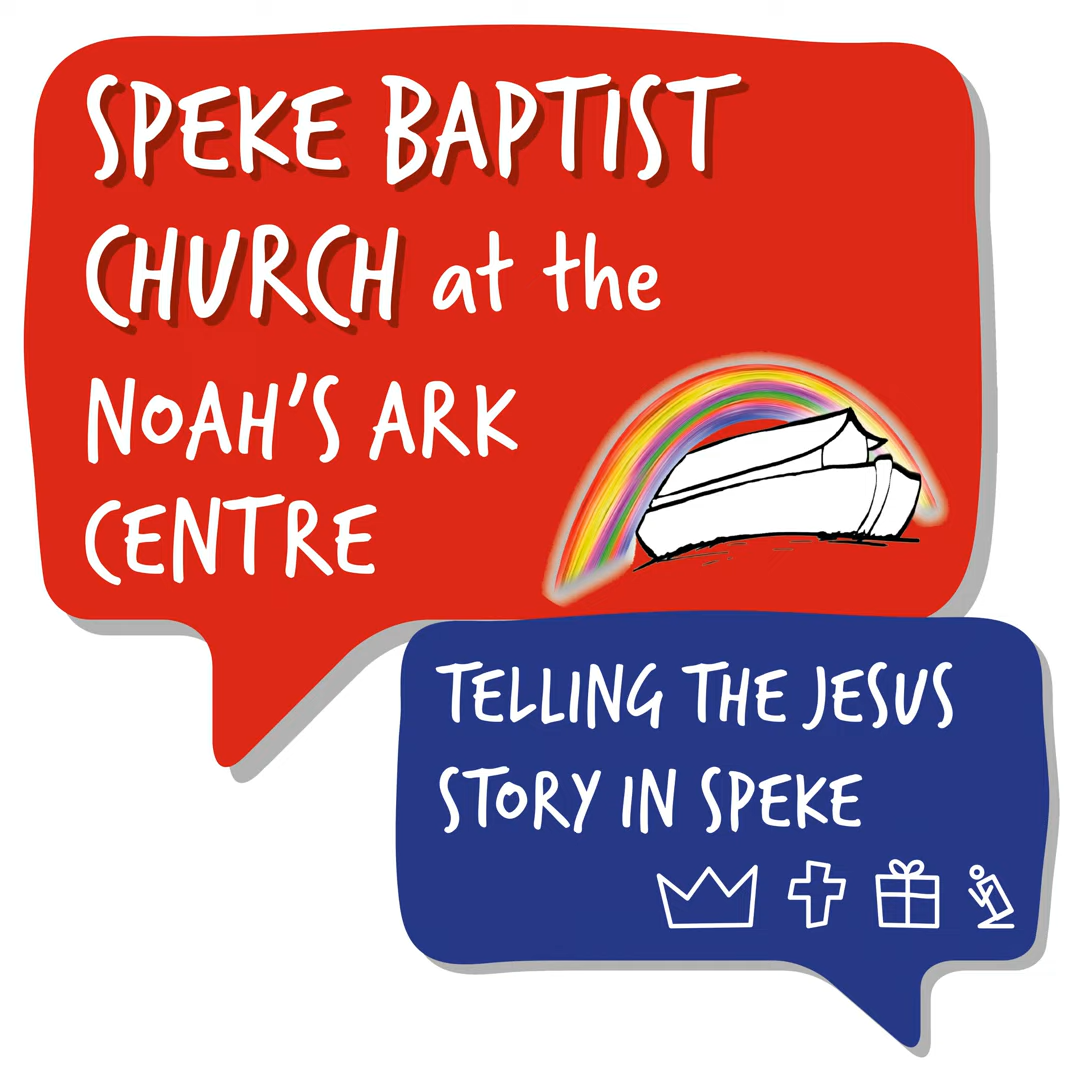 SPEKE BAPTIST
CHURCH at the
NOAH'S ARK
CENTRE
TELLING THE JESUS
STORY IN SPEKE